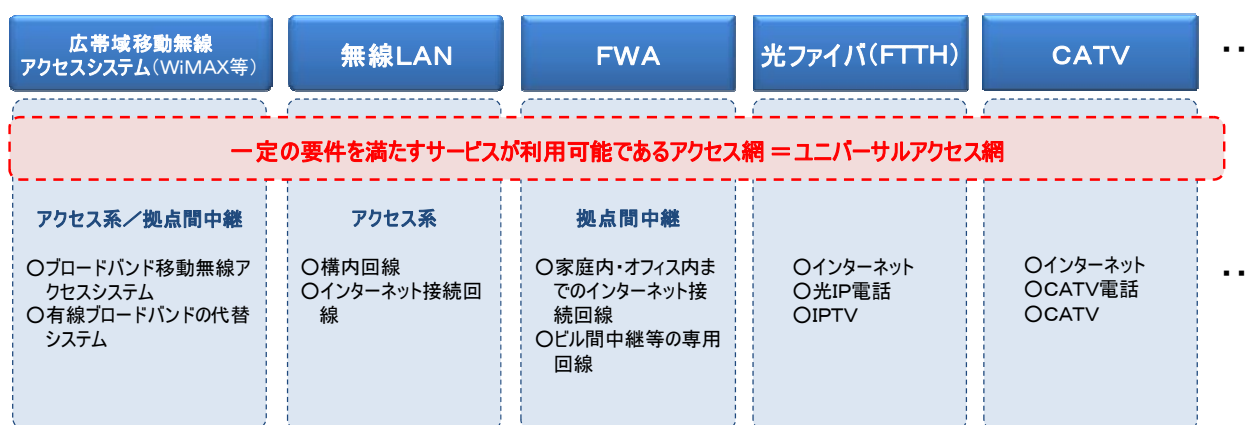 広帯域移動無線
アクセスシステム(WiMAX等)
無線LAN
FWA
光ファイバ(FTTH)
CATV
‥
一定の要件を満たすサービスが利用可能であるアクセス網＝ユニバーサルアクセス網
アクセス系／拠点間中継
○ブロードバンド移動無線ア
クセスシステム
○有線ブロードバンドの代替
システム
アクセス系
○構内回線
○インターネット接続回
線
拠点間中継
○家庭内・オフィス内ま
でのインターネット接
続回線
○ビル間中継等の専用
回線
○インターネット
○光IP電話
○IPTV
○インターネット
○CATV電話
○CATV
‥